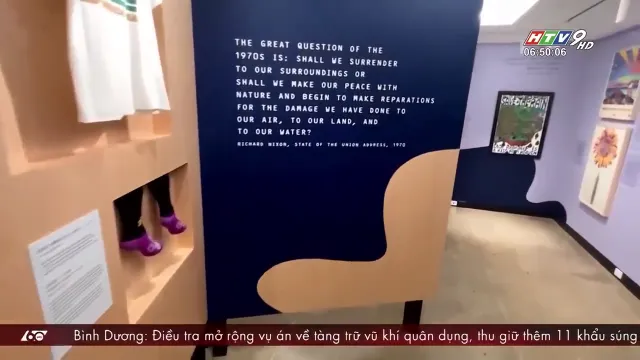 HTV9 HD
06:50:06
THE GREAT QUESTION OF THE
1970S IS: SHALL WE SURRENDER
TO OUR SURROUNDINGS OR
SHALL WE MAKE OUR PEACE WITH
NATURE AND BEGIN TO MAKE REPARATIONS
FOR THE DAMAGE WE HAVE DONE TO
OUR AIR, TO OUR LAND, AND
TO OUR WATER?
RICHARD NIXON, STATE OF THE UNION ADDRESS, 1970
60 Bình Dương: Điều tra mở rộng vụ án về tàng trữ vũ khí quân dụng, thu giữ thêm 11 khẩu súng